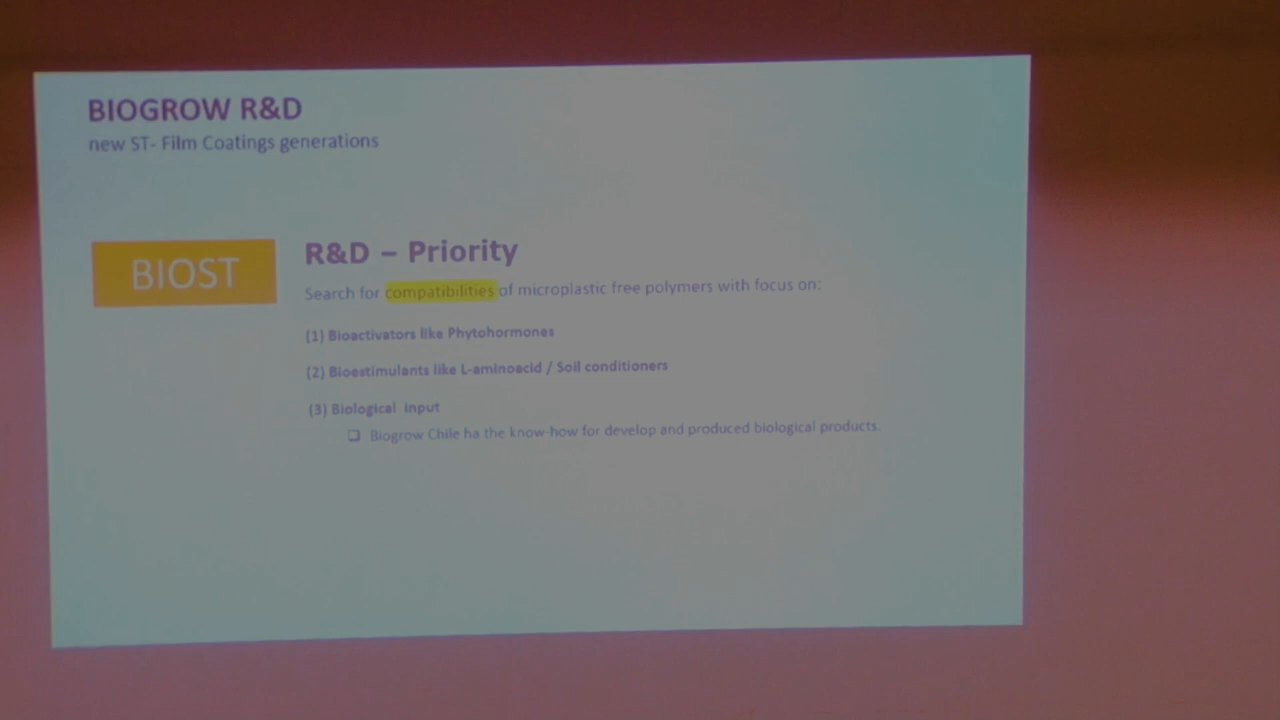 BIOGROW R&D
new ST- Film Coatings generations
BIOST
R&D – Priority
Search for compatibilities of microplastic free polymers with focus on:
(1) Bioactivators like Phytohormones
(2) Bioestimulants like L-aminoacid / Soil conditioners
(3) Biological input
❑ Biogrow Chile ha the know-how for develop and produced biological products.